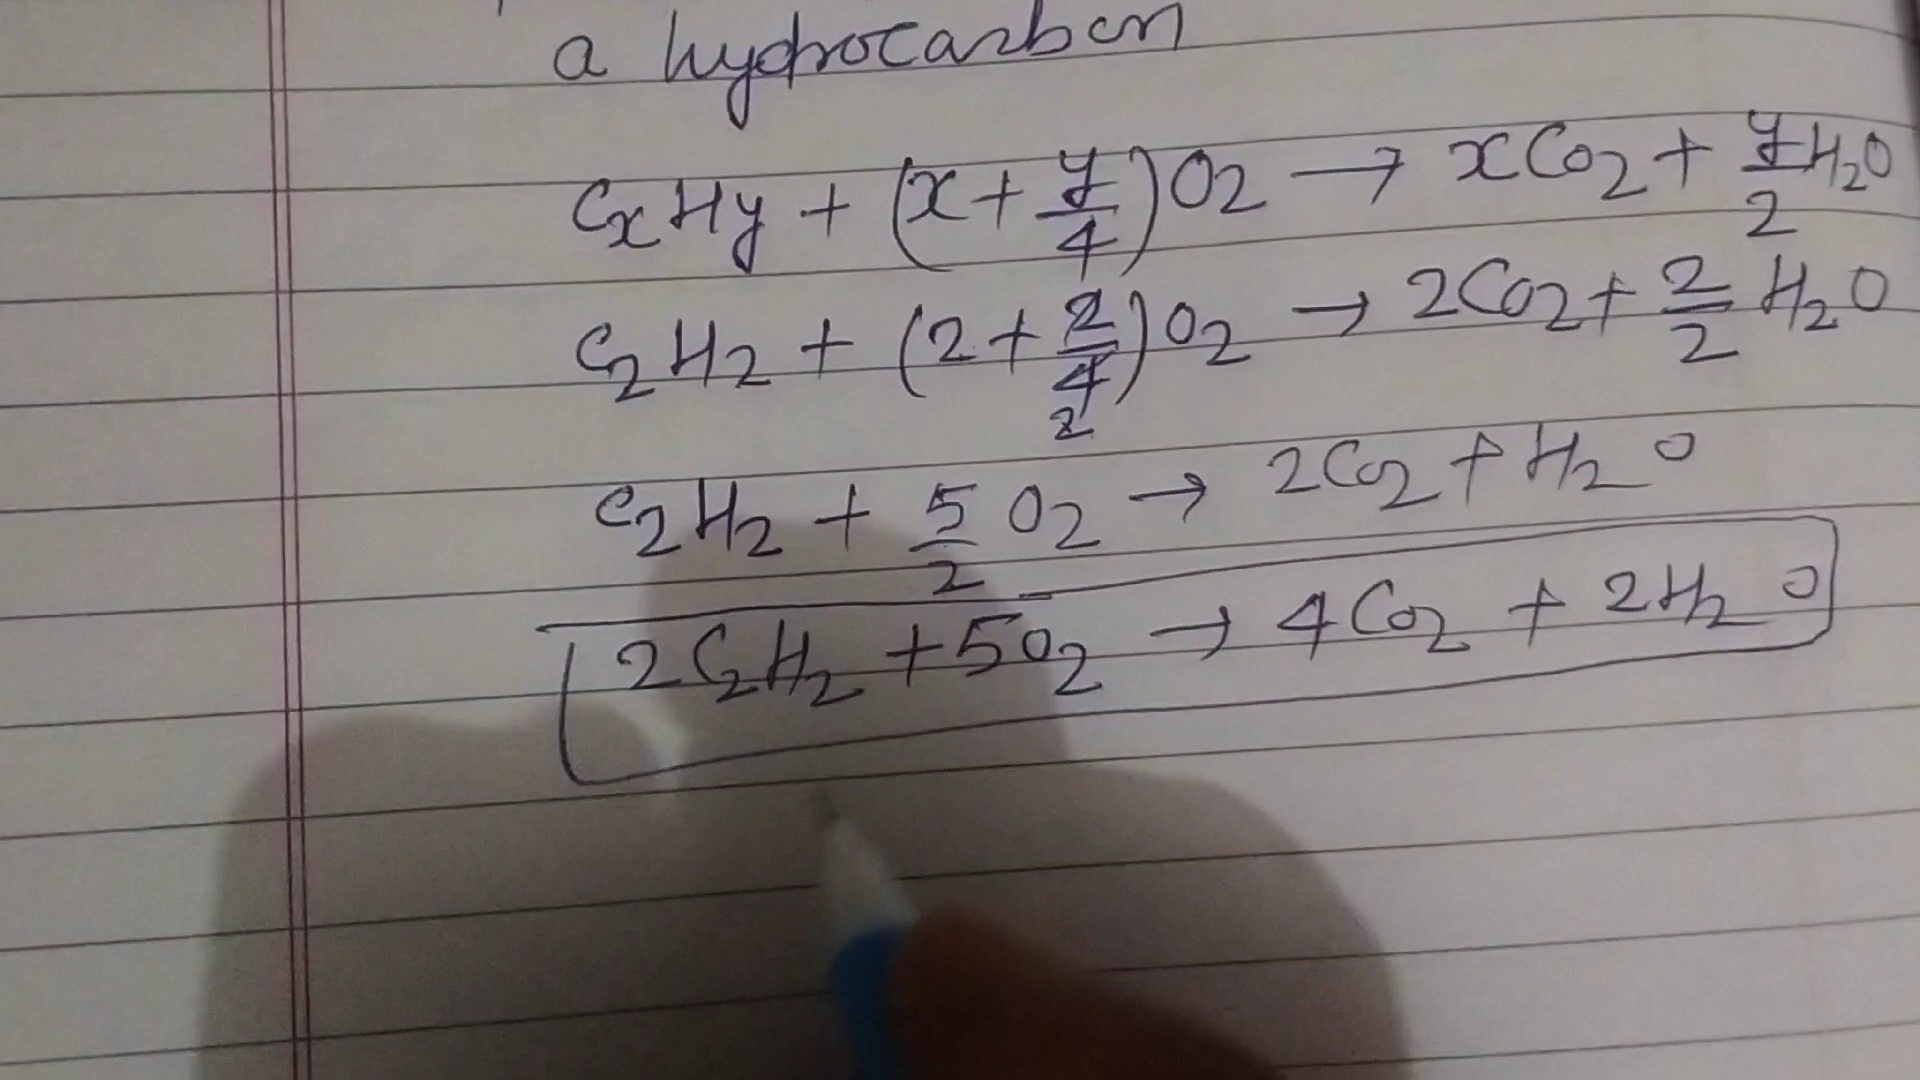 a hydrocarbon
CxHy + (x + y/4)O2 → xCO2 + y/2 H2O
C2H2 + (2 + 2/4 2)O2 → 2CO2 + 2/2 H2O
C2H2 + 5/2 O2 → 2CO2 + H2O
2C2H2 + 5O2 → 4CO2 + 2H2O